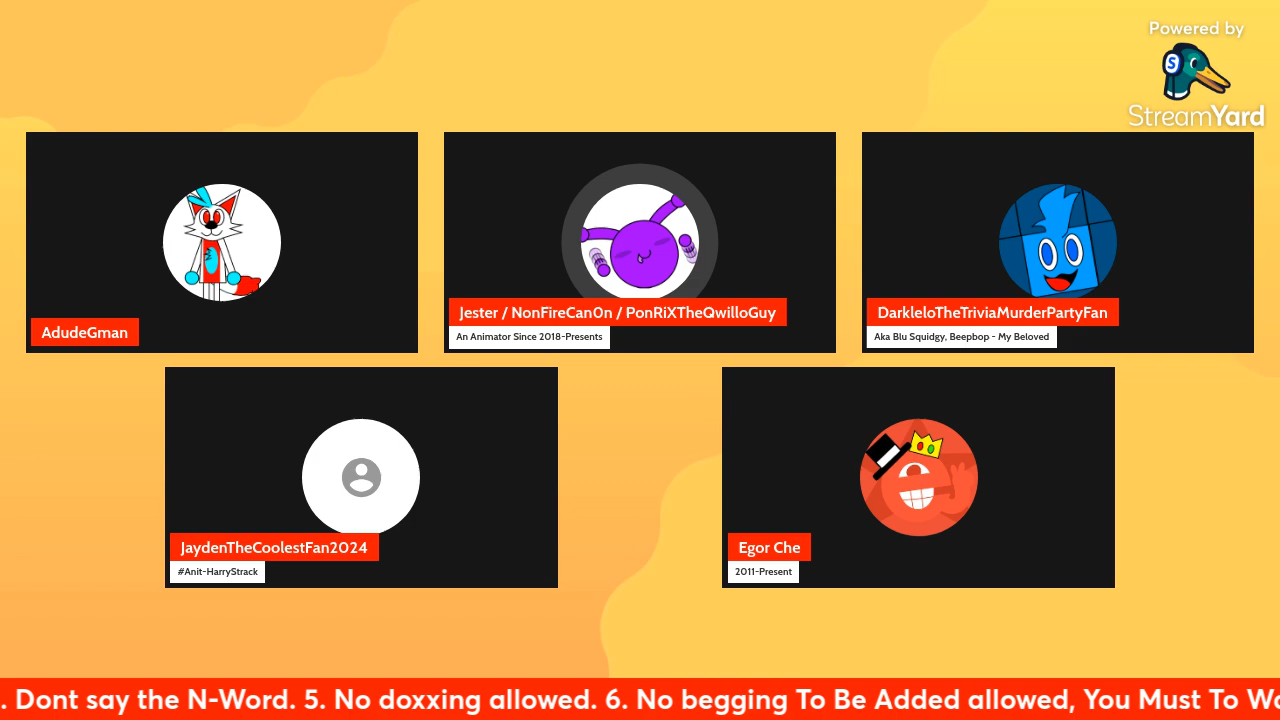 Powered by
StreamYard
AdudeGman
Jester / NonFireCan0n / PonRiXTheQwilloGuy
An Animator Since 2018-Presents
DarkleloTheTriviaMurderPartyFan
Aka Blu Squidgy, Beepbop - My Beloved
JaydenTheCoolestFan2024
#Anit-HarryStrack
Egor Che
2011-Present
. Dont say the N-Word. 5. No doxxing allowed. 6. No begging To Be Added allowed, You Must To